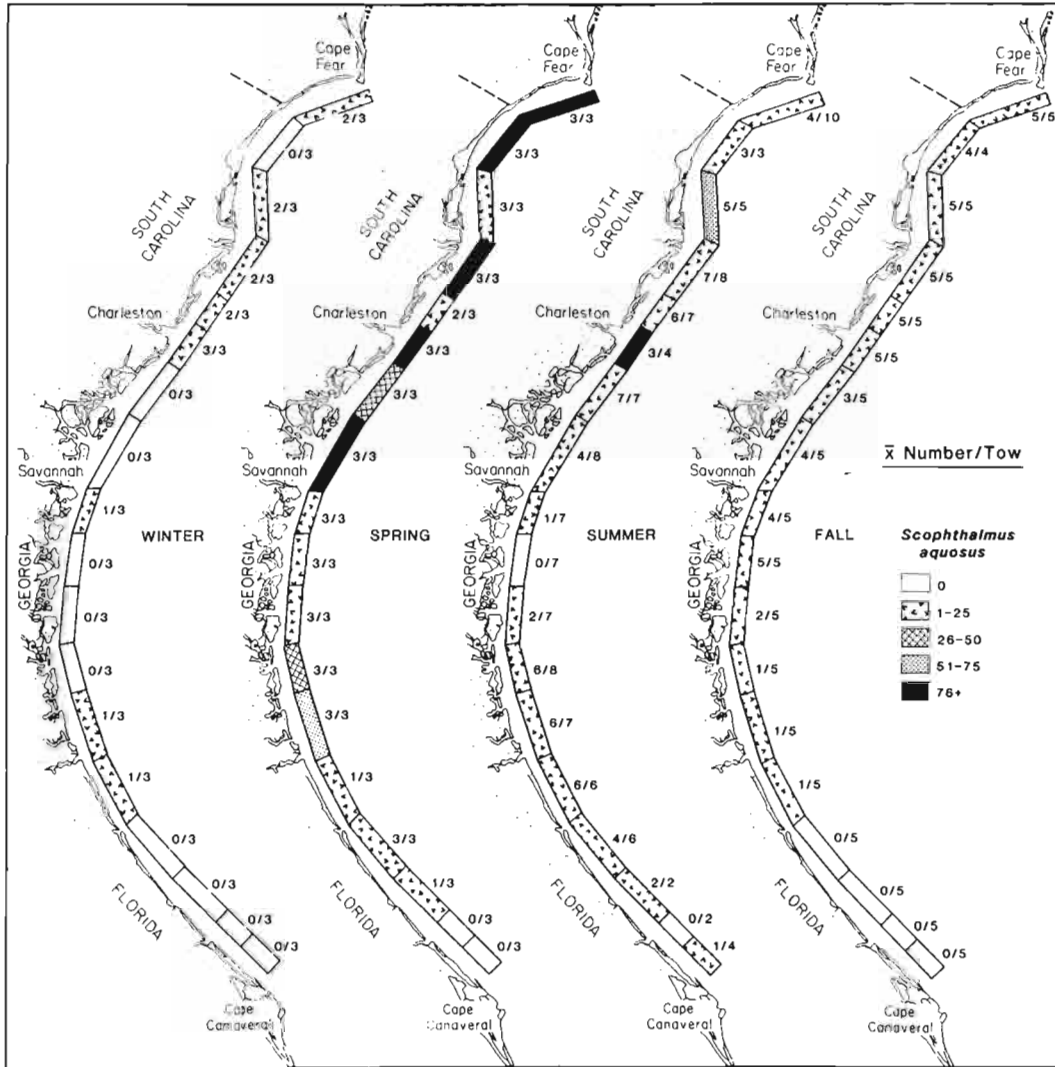 Cape
Fear
2/3
0/3
2/3
SOUTH
CAROLINA
2/3
Charleston
2/3
3/3
0/3
0/3
Savannah
1/3
WINTER
GEORGIA
0/3
0/3
0/3
1/3
1/3
0/3
FLORIDA
0/3
0/3
0/3
Cape
Canaveral
Cape
Fear
3/3
3/3
SOUTH
CAROLINA
3/3
3/3
Charleston
2/3
3/3
3/3
3/3
Savannah
3/3
SPRING
GEORGIA
3/3
3/3
3/3
3/3
1/3
3/3
FLORIDA
1/3
0/3
0/3
Cape
Canaveral
Cape
Fear
4/10
3/3
SOUTH
CAROLINA
5/5
7/8
Charleston
6/7
3/4
7/7
4/8
Savannah
1/7
SUMMER
GEORGIA
0/7
2/7
6/8
6/7
6/6
4/6
FLORIDA
2/2
0/2
1/4
Cape
Canaveral
Cape
Fear
5/5
4/4
SOUTH
CAROLINA
5/5
5/5
Charleston
5/5
3/5
4/5
Savannah
4/5
FALL
GEORGIA
5/5
2/5
1/5
1/5
1/5
0/5
FLORIDA
0/5
0/5
0/5
Cape
Canaveral
x̄ Number/Tow
Scophthalmus
aquosus
0
1-25
26-50
51-75
76+